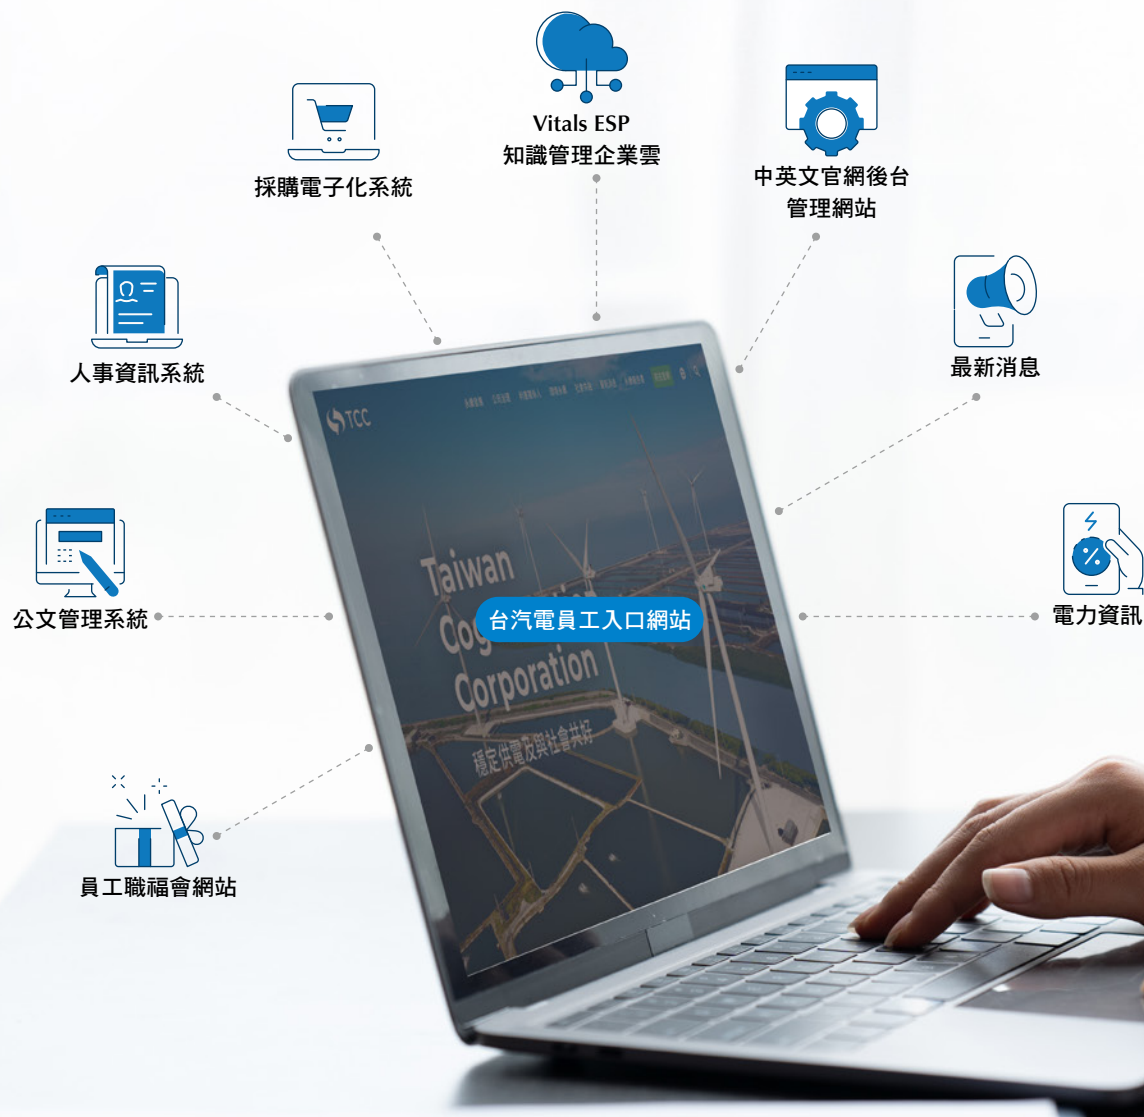 Vitals ESP
知識管理企業雲
採購電子化系統
中英文官網後台
管理網站
人事資訊系統
最新消息
TCC
公文管理系統
Taiwan
台汽電員工入口網站
電力資訊
Corporation
穩定供電及與社會共好
員工職福會網站